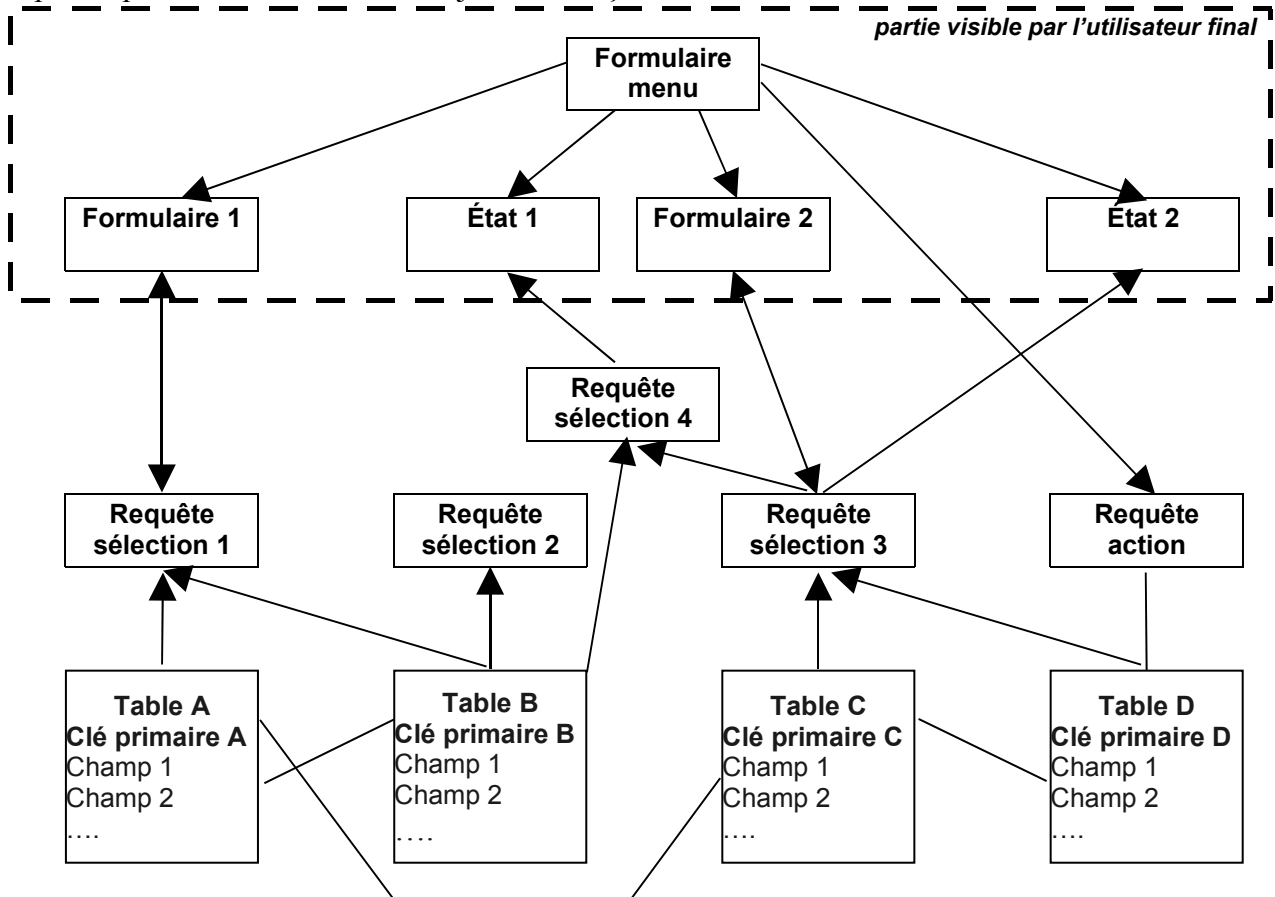 partie visible par l'utilisateur final
Formulaire
menu
Formulaire 1
État 1
Formulaire 2
État 2
Requête
sélection 4
Requête
sélection 1
Requête
sélection 2
Requête
sélection 3
Requête
action
Table A
Clé primaire A
Champ 1
Champ 2
….
Table B
Clé primaire B
Champ 1
Champ 2
….
Table C
Clé primaire C
Champ 1
Champ 2
….
Table D
Clé primaire D
Champ 1
Champ 2
….